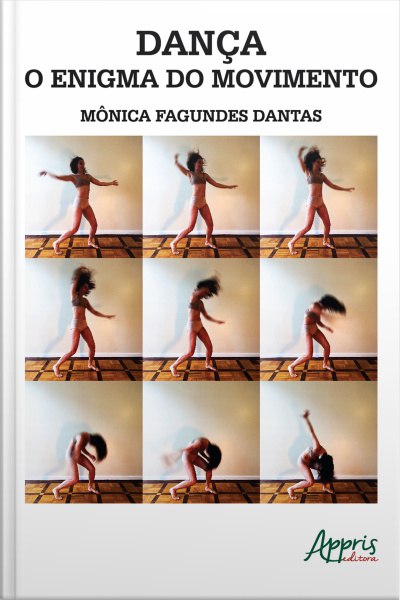 DANÇA
O ENIGMA DO MOVIMENTO
MÔNICA FAGUNDES DANTAS
Appris
editora